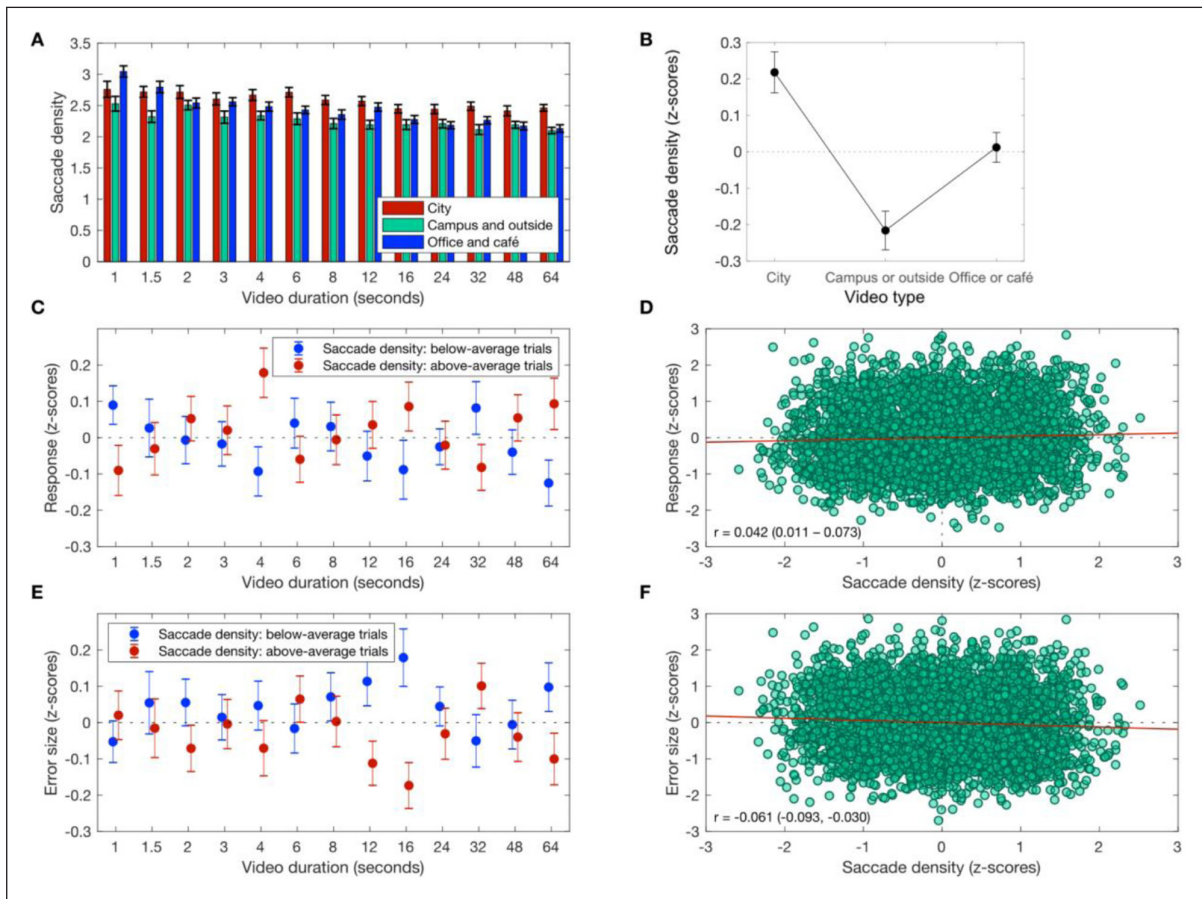 A
Saccade density
3.5
3
2.5
2
1.5
1
0.5
0
City
Campus and outside
Office and café
1 1.5 2 3 4 6 8 12 16 24 32 48 64
Video duration (seconds)
B
Saccade density (z-scores)
0.3
0.2
0.1
0
-0.1
-0.2
-0.3
City Campus or outside Office or café
Video type
C
Response (z-scores)
0.2
0.1
0
-0.1
-0.2
-0.3
Saccade density: below-average trials
Saccade density: above-average trials
1 1.5 2 3 4 6 8 12 16 24 32 48 64
Video duration (seconds)
D
Response (z-scores)
3
2
1
0
-1
-2
-3
r = 0.042 (0.011 – 0.073)
-3 -2 -1 0 1 2 3
Saccade density (z-scores)
E
Error size (z-scores)
0.2
0.1
0
-0.1
-0.2
-0.3
Saccade density: below-average trials
Saccade density: above-average trials
1 1.5 2 3 4 6 8 12 16 24 32 48 64
Video duration (seconds)
F
Error size (z-scores)
3
2
1
0
-1
-2
-3
r = -0.061 (-0.093, -0.030)
-3 -2 -1 0 1 2 3
Saccade density (z-scores)